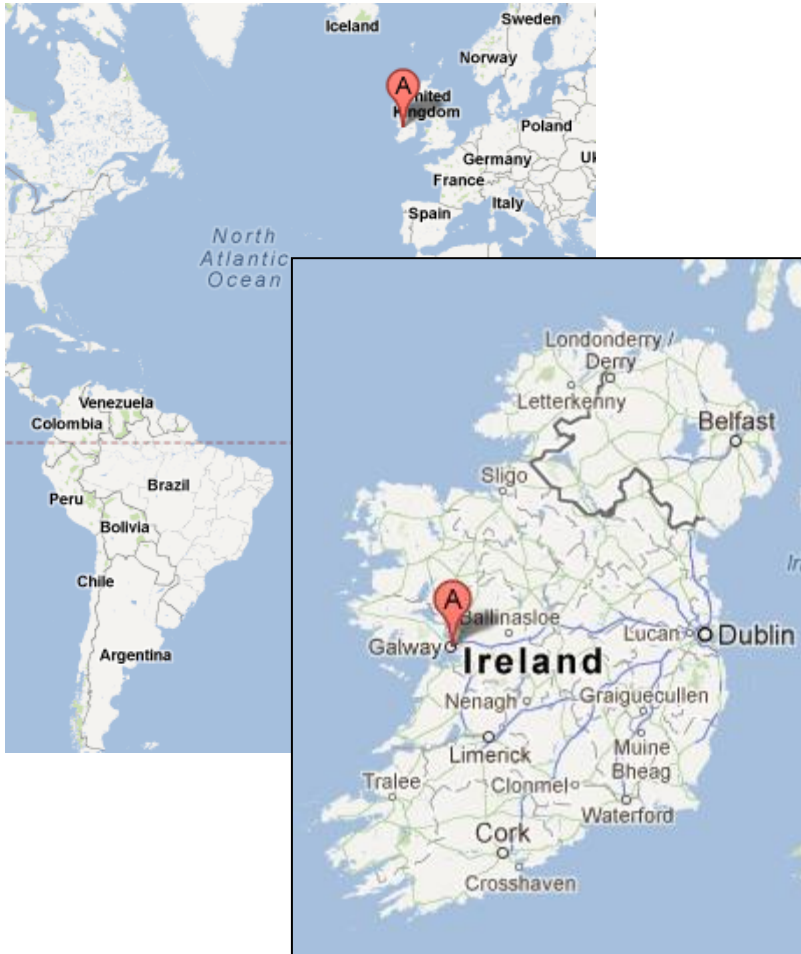 Iceland
Sweden
Norway
A
United
Kingdom
Poland
Germany
France
Italy
Spain
North
Atlantic
Ocean
Venezuela
Colombia
Brazil
Peru
Bolivia
Chile
Argentina
Londonderry /
Derry
Letterkenny
Belfast
Sligo
A
Ballinasloe
Galway
Lucan
Dublin
Ireland
Nenagh
Graiguecullen
Limerick
Muine
Bheag
Tralee
Clonmel
Waterford
Cork
Crosshaven